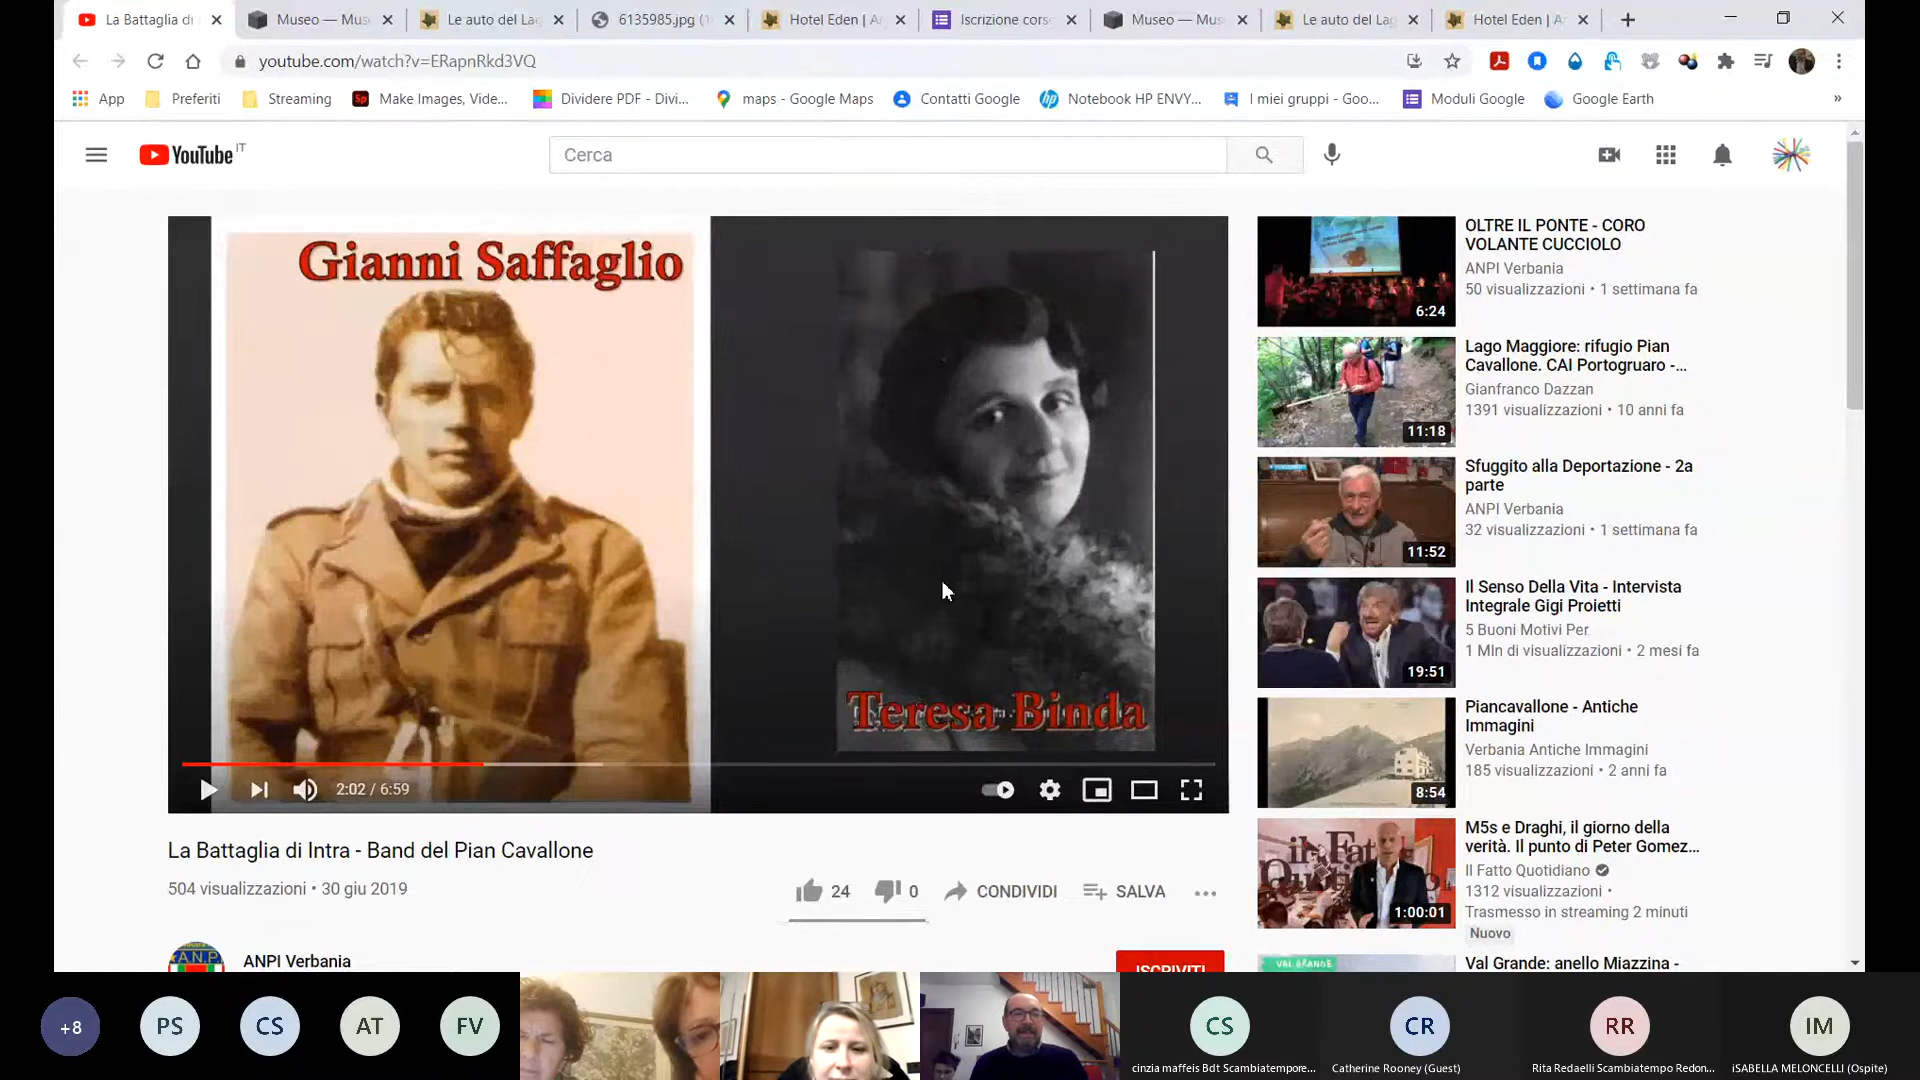 La Battaglia di
Museo — Mus
Le auto del Lag
6135985.jpg (1
Hotel Eden | A
Iscrizione cors
Museo — Mus
Le auto del Lag
Hotel Eden | Ar
youtube.com/watch?v=ERapnRkd3VQ
App
Preferiti
Streaming
Make Images, Vide...
Dividere PDF - Divi...
maps - Google Maps
Contatti Google
Notebook HP ENVY...
I miei gruppi - Goo...
Moduli Google
Google Earth
»
YouTube IT
Cerca
Gianni Saffaglio
Teresa Binda
2:02 / 6:59
La Battaglia di Intra - Band del Pian Cavallone
504 visualizzazioni • 30 giu 2019
24
0
CONDIVIDI
SALVA
A.N.P.
ANPI Verbania
ISCRIVITI
6:24
OLTRE IL PONTE - CORO
VOLANTE CUCCIOLO
ANPI Verbania
50 visualizzazioni • 1 settimana fa
11:18
Lago Maggiore: rifugio Pian
Cavallone. CAI Portogruaro -...
Gianfranco Dazzan
1391 visualizzazioni • 10 anni fa
11:52
Sfuggito alla Deportazione - 2a
parte
ANPI Verbania
32 visualizzazioni • 1 settimana fa
19:51
Il Senso Della Vita - Intervista
Integrale Gigi Proietti
5 Buoni Motivi Per
1 Mln di visualizzazioni • 2 mesi fa
8:54
Piancavallone - Antiche
Immagini
Verbania Antiche Immagini
185 visualizzazioni • 2 anni fa
il Fat
Quoti
1:00:01
M5s e Draghi, il giorno della
verità. Il punto di Peter Gomez...
Il Fatto Quotidiano
1312 visualizzazioni •
Trasmesso in streaming 2 minuti
Nuovo
VAL GRANDE
Val Grande: anello Miazzina -
+8
PS
CS
AT
FV
CS
CR
RR
IM
cinzia maffeis Bdt Scambiatempore...
Catherine Rooney (Guest)
Rita Redaelli Scambiatempo Redon...
iSABELLA MELONCELLI (Ospite)